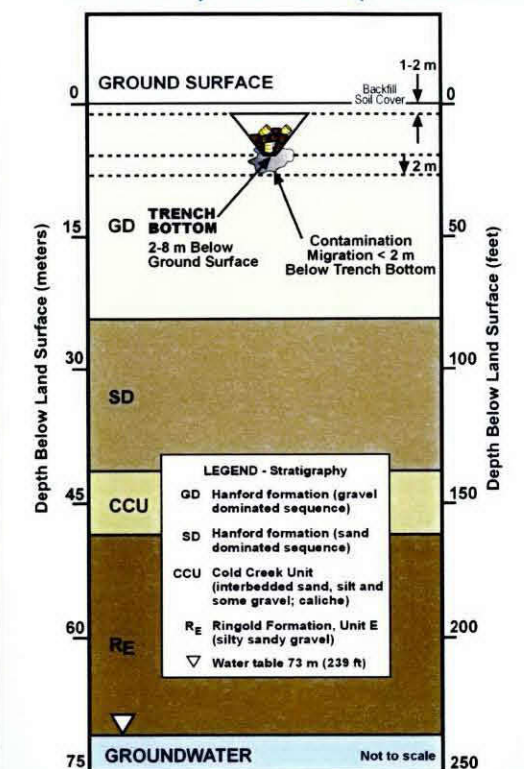 1-2 m
GROUND SURFACE
Backfill
Soil Cover
0
0
2 m
GD
TRENCH
BOTTOM
2-8 m Below
Ground Surface
Contamination
Migration < 2 m
Below Trench Bottom
15
50
Depth Below Land Surface (meters)
Depth Below Land Surface (feet)
30
100
SD
LEGEND - Stratigraphy
GD Hanford formation (gravel
dominated sequence)
SD Hanford formation (sand
dominated sequence)
CCU Cold Creek Unit
(interbedded sand, silt and
some gravel; caliche)
RE Ringold Formation, Unit E
(silty sandy gravel)
Water table 73 m (239 ft)
CCU
45
150
60
200
RE
GROUNDWATER
Not to scale
75
250